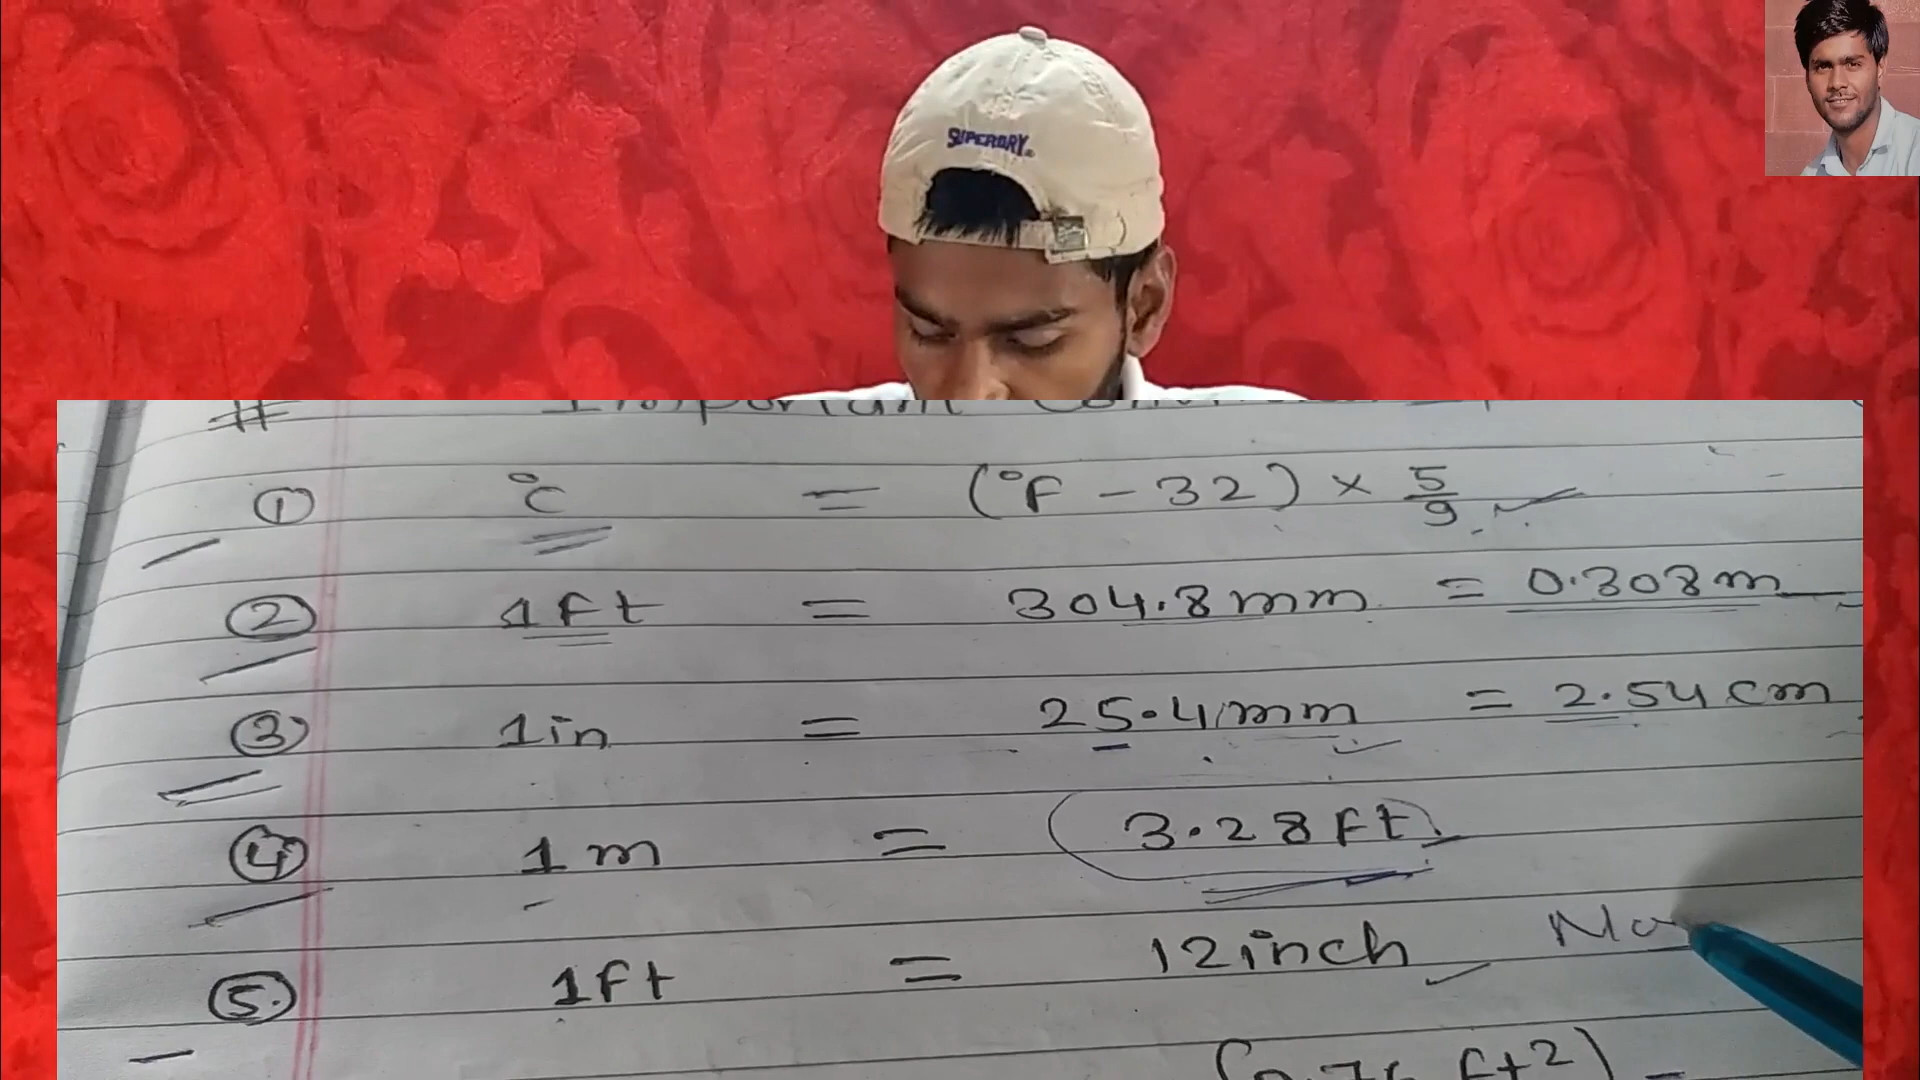 SUPERDRY
# Important
① °C = (°F - 32) × 5/9
② 1Ft = 304.8mm = 0.308m
③ 1in = 25.4mm = 2.54cm
④ 1m = (3.28Ft)
⑤ 1Ft = 12inch